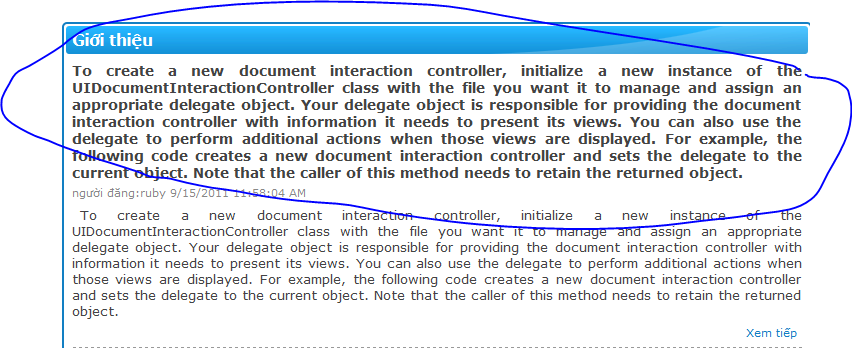 Giới thiệu
To create a new document interaction controller, initialize a new instance of the
UIDocumentInteractionController class with the file you want it to manage and assign an
appropriate delegate object. Your delegate object is responsible for providing the document
interaction controller with information it needs to present its views. You can also use the
delegate to perform additional actions when those views are displayed. For example, the
following code creates a new document interaction controller and sets the delegate to the
current object. Note that the caller of this method needs to retain the returned object.
người đăng:ruby 9/15/2011 11:58:04 AM
To create a new document interaction controller, initialize a new instance of the
UIDocumentInteractionController class with the file you want it to manage and assign an appropriate
delegate object. Your delegate object is responsible for providing the document interaction controller with
information it needs to present its views. You can also use the delegate to perform additional actions when
those views are displayed. For example, the following code creates a new document interaction controller
and sets the delegate to the current object. Note that the caller of this method needs to retain the returned
object.
Xem tiếp